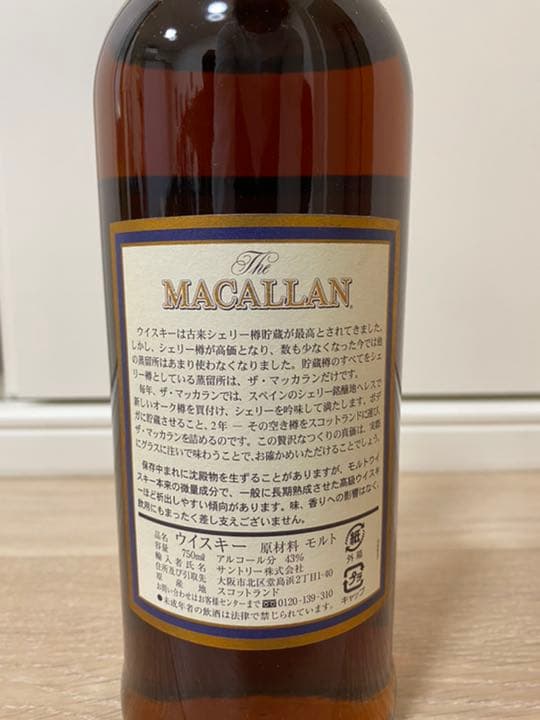 The
MACALLAN
ウイスキーは古来シェリー樽貯蔵が最高とされてきました。
しかし、シェリー樽が高価となり、数も少なくなった今では他
の蒸留所はあまり使わなくなりました。貯蔵樽のすべてをシェ
リー樽としている蒸留所は、ザ・マッカランだけです。
毎年、ザ・マッカランでは、スペインのシェリー銘醸地ヘレスで
新しいオーク樽を買付け、シェリーを吟味して満たします。ボデ
ガに貯蔵させること、2年 ― その空き樽をスコットランドに運び、
ザ・マッカランを詰めるのです。この贅沢なつくりの真価は、実際
にグラスに注いで味わうことで、お確かめいただけることでしょう。
保存中まれに沈殿物を生ずることがありますが、モルトウイ
スキー本来の微量成分で、一般に長期熟成させた高級ウイスキ
ーほど析出しやすい傾向があります。味、香りへの影響はなく、
飲用にもまったく差し支えございません。
品名 ウイスキー 原材料 モルト
容量 750mℓ アルコール分 43%
輸入者氏名 サントリー株式会社
住所及び引取先 大阪市北区堂島浜2丁目1-40
原産地 スコットランド
お問い合わせはお客様センターまで 0120-139-310
●未成年者の飲酒は法律で禁じられています。
紙
外箱
プラ
キャップ